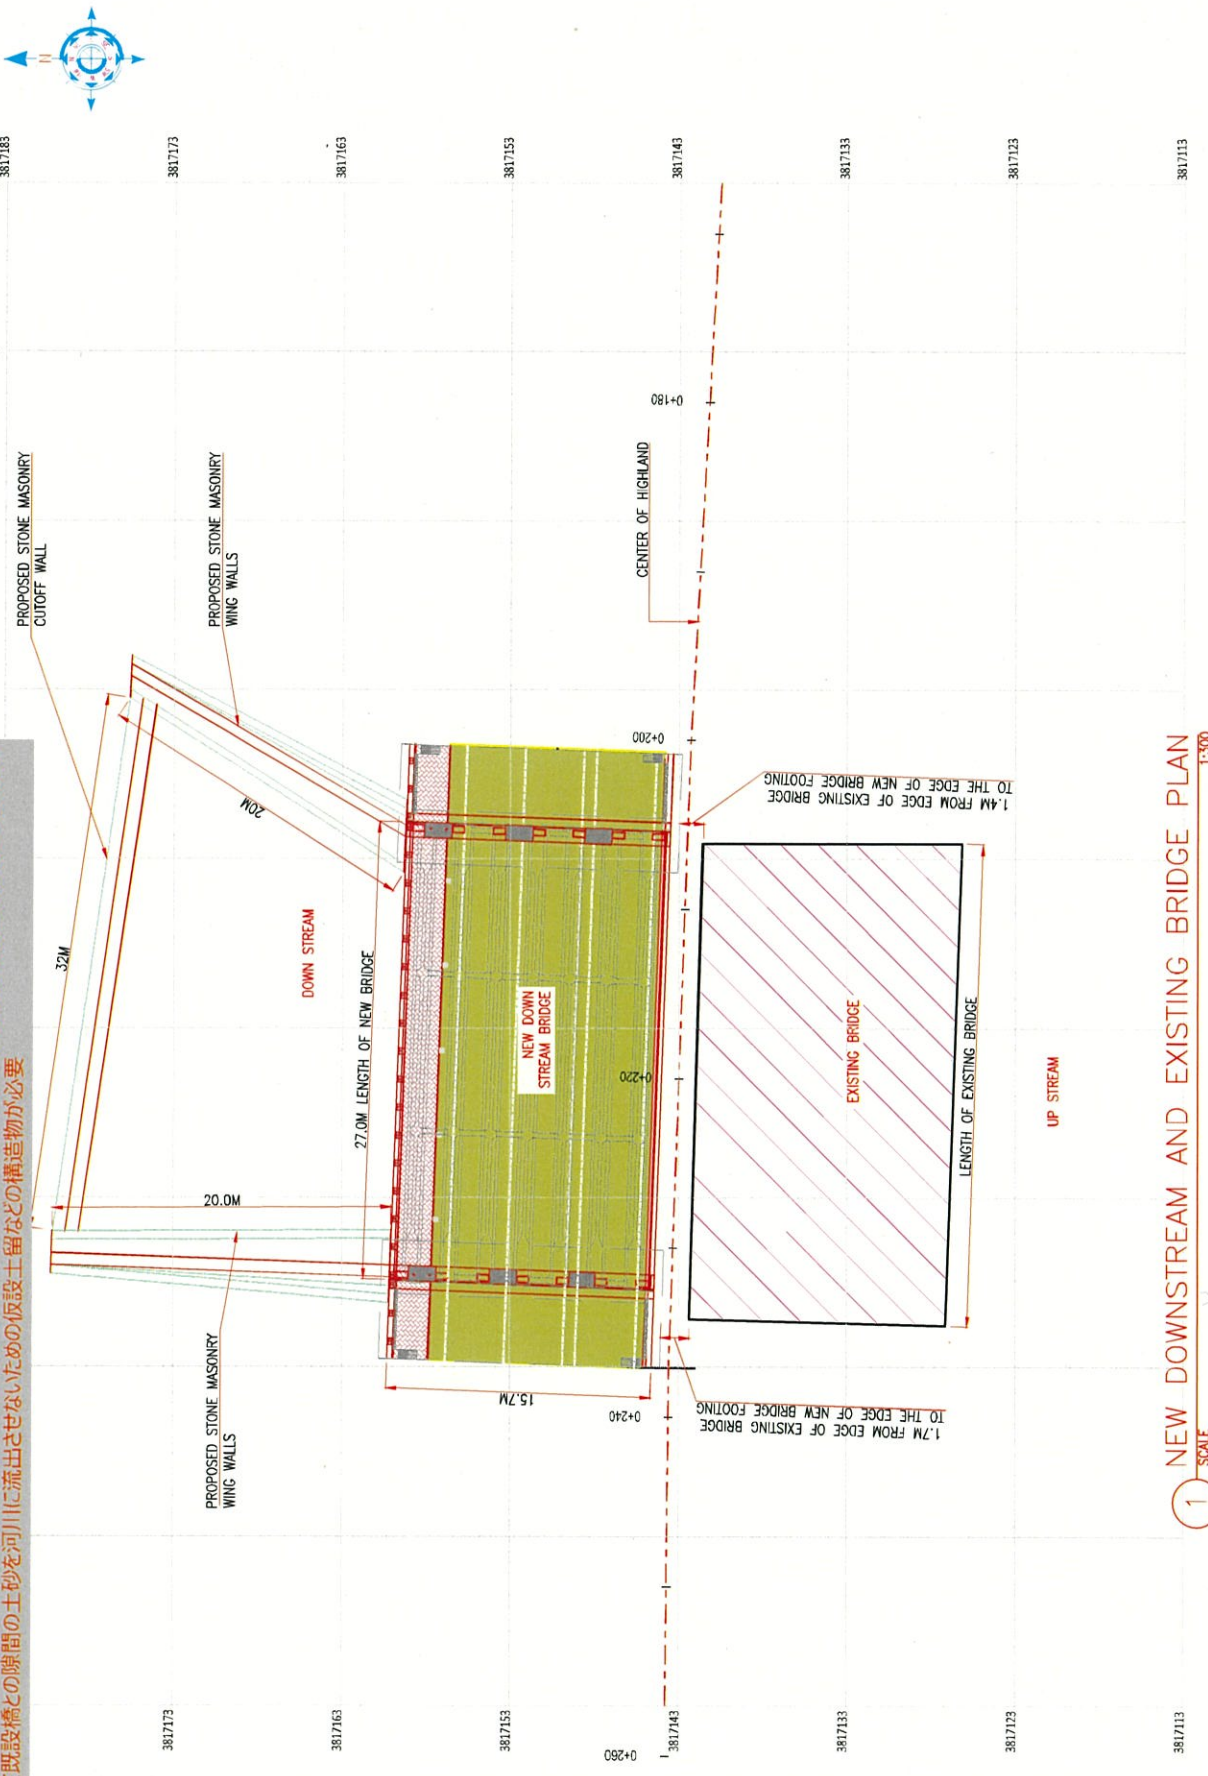 既設橋との隙間の土砂を河川に流出させないための仮設土留などの構造物が必要
N
3817183
3817173
3817163
3817153
3817143
3817133
3817123
3817113
PROPOSED STONE MASONRY
CUTOFF WALL
PROPOSED STONE MASONRY
WING WALLS
CENTER OF HIGHLAND
0+180
0+200
32M
20M
DOWN STREAM
27.0M LENGTH OF NEW BRIDGE
NEW DOWN
STREAM BRIDGE
0+220
1.4M FROM EDGE OF EXISTING BRIDGE
TO THE EDGE OF NEW BRIDGE FOOTING
EXISTING BRIDGE
LENGTH OF EXISTING BRIDGE
UP STREAM
20.0M
PROPOSED STONE MASONRY
WING WALLS
15.7M
0+240
1.7M FROM EDGE OF EXISTING BRIDGE
TO THE EDGE OF NEW BRIDGE FOOTING
0+260
3817173
3817163
3817153
3817143
3817133
3817123
3817113
1 NEW DOWNSTREAM AND EXISTING BRIDGE PLAN
SCALE 1:300